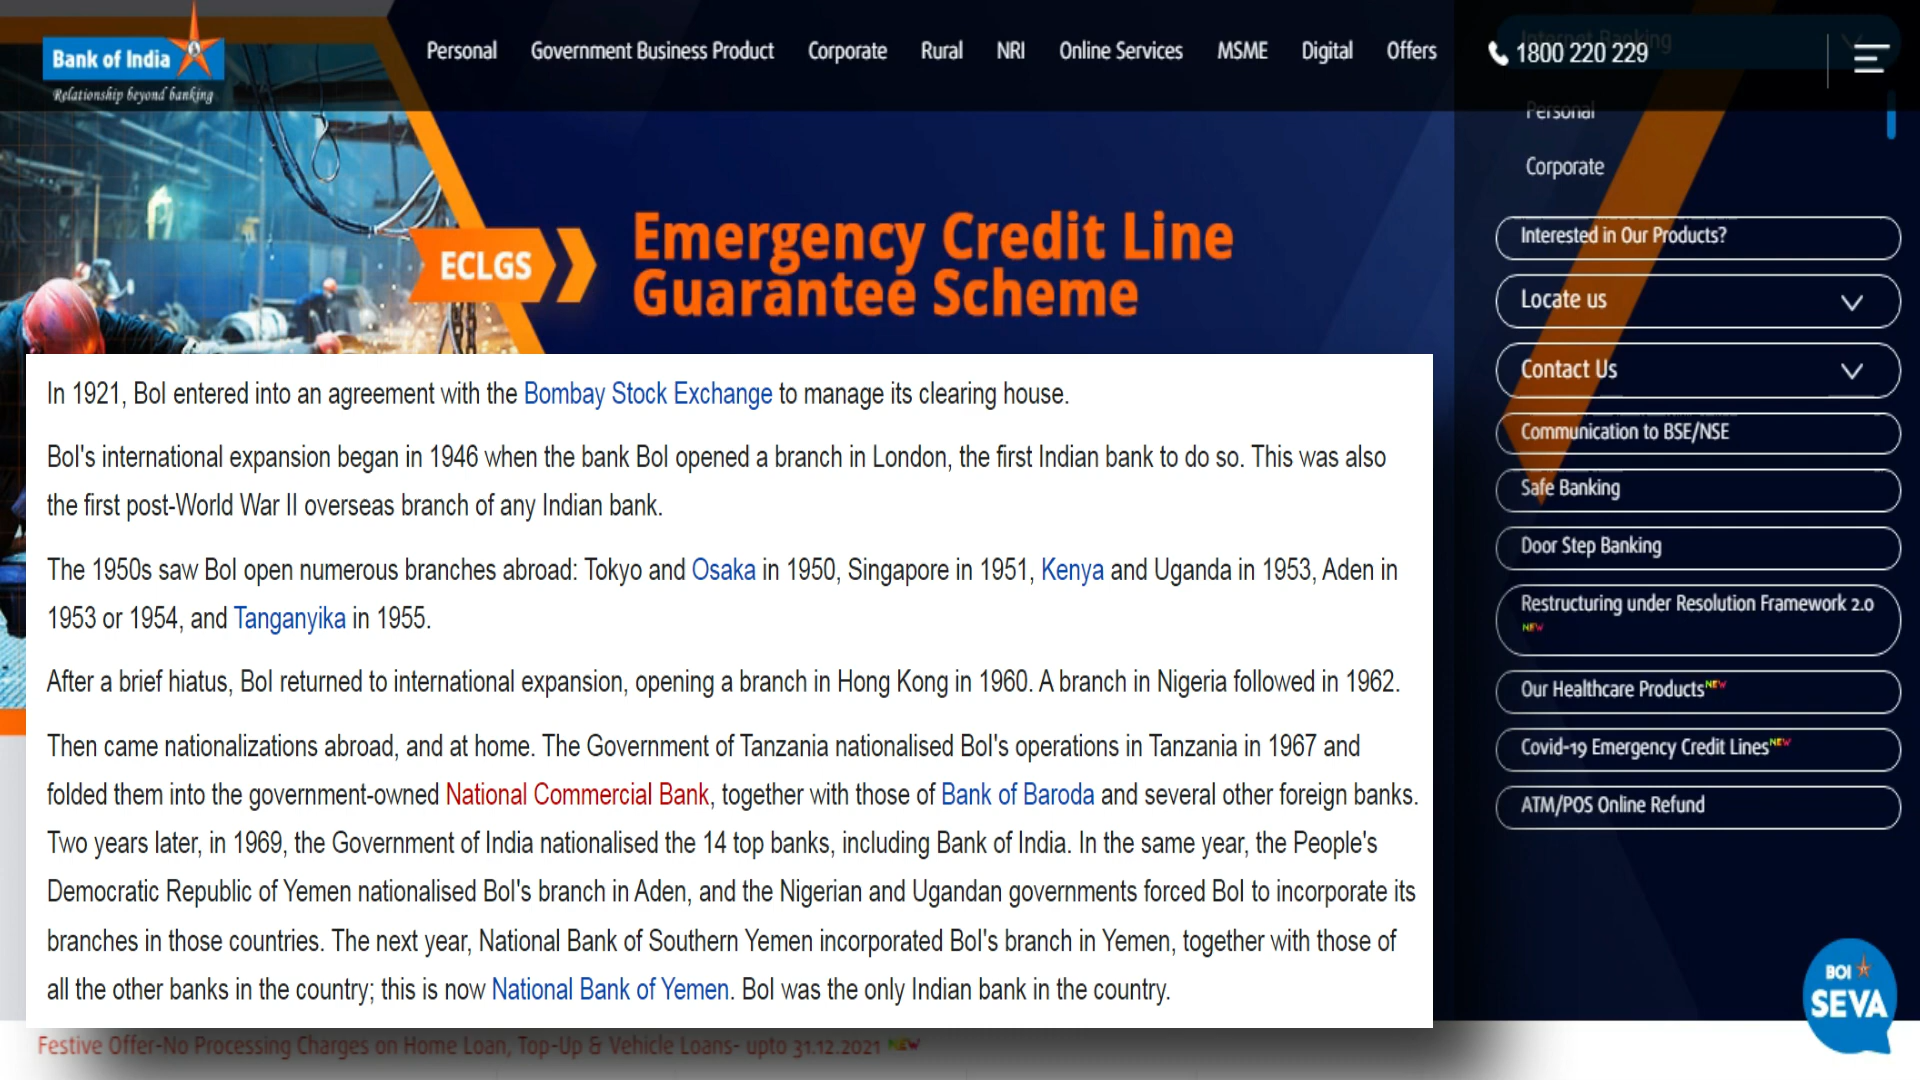 Bank of India
Relationship beyond banking
Personal Government Business Product Corporate Rural NRI Online Services MSME Digital Offers
1800 220 229
Internet Banking
Personal
Corporate
Interested in Our Products?
Locate us
Contact Us
Communication to BSE/NSE
Safe Banking
Door Step Banking
Restructuring under Resolution Framework 2.0
NEW
Our Healthcare Products NEW
Covid-19 Emergency Credit Lines NEW
ATM/POS Online Refund
ECLGS
Emergency Credit Line
Guarantee Scheme
In 1921, BoI entered into an agreement with the Bombay Stock Exchange to manage its clearing house.
BoI's international expansion began in 1946 when the bank BoI opened a branch in London, the first Indian bank to do so. This was also
the first post-World War II overseas branch of any Indian bank.
The 1950s saw BoI open numerous branches abroad: Tokyo and Osaka in 1950, Singapore in 1951, Kenya and Uganda in 1953, Aden in
1953 or 1954, and Tanganyika in 1955.
After a brief hiatus, BoI returned to international expansion, opening a branch in Hong Kong in 1960. A branch in Nigeria followed in 1962.
Then came nationalizations abroad, and at home. The Government of Tanzania nationalised BoI's operations in Tanzania in 1967 and
folded them into the government-owned National Commercial Bank, together with those of Bank of Baroda and several other foreign banks.
Two years later, in 1969, the Government of India nationalised the 14 top banks, including Bank of India. In the same year, the People's
Democratic Republic of Yemen nationalised BoI's branch in Aden, and the Nigerian and Ugandan governments forced BoI to incorporate its
branches in those countries. The next year, National Bank of Southern Yemen incorporated BoI's branch in Yemen, together with those of
all the other banks in the country; this is now National Bank of Yemen. BoI was the only Indian bank in the country.
BOI
SEVA
Festive Offer-No Processing Charges on Home Loan, Top-Up & Vehicle Loans- upto 31.12.2021 NEW